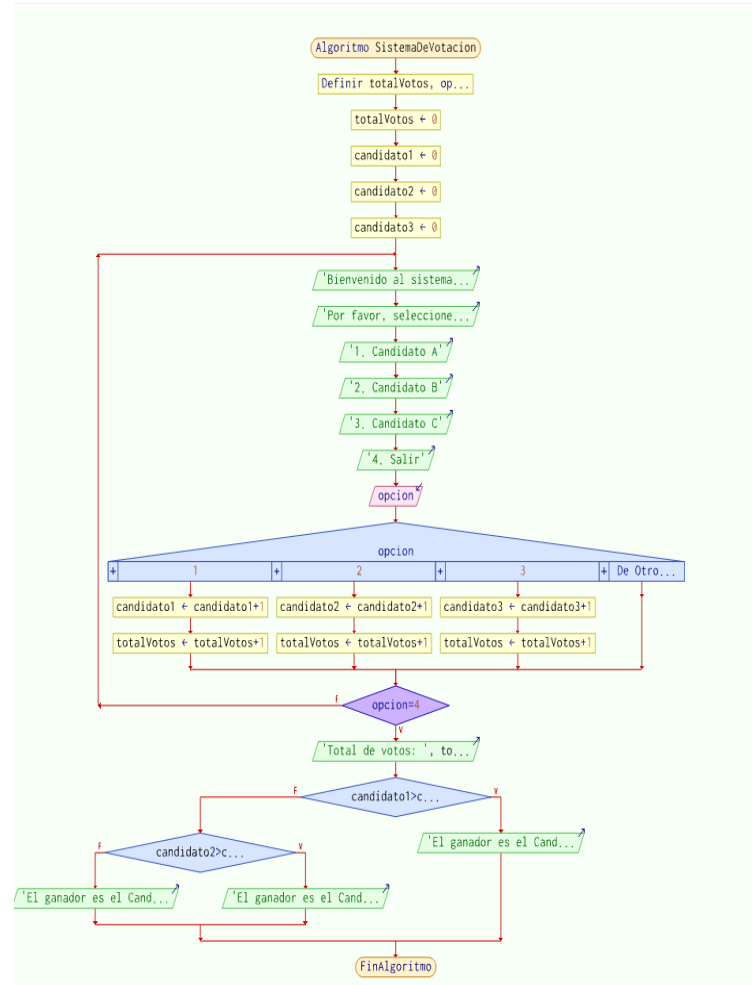 Algoritmo SistemaDeVotacion
Definir totalVotos, op...
totalVotos ← 0
candidato1 ← 0
candidato2 ← 0
candidato3 ← 0
'Bienvenido al sistema...
'Por favor, seleccione...
'1. Candidato A'
'2. Candidato B'
'3. Candidato C'
'4. Salir'
opcion
opcion
+ 1 + 2 + 3 + De Otro...
candidato1 ← candidato1+1 candidato2 ← candidato2+1 candidato3 ← candidato3+1
totalVotos ← totalVotos+1 totalVotos ← totalVotos+1 totalVotos ← totalVotos+1
F opcion=4
V
'Total de votos: ', to...
F candidato1>c... V
'El ganador es el Cand...
F candidato2>c... V
'El ganador es el Cand... 'El ganador es el Cand...
FinAlgoritmo